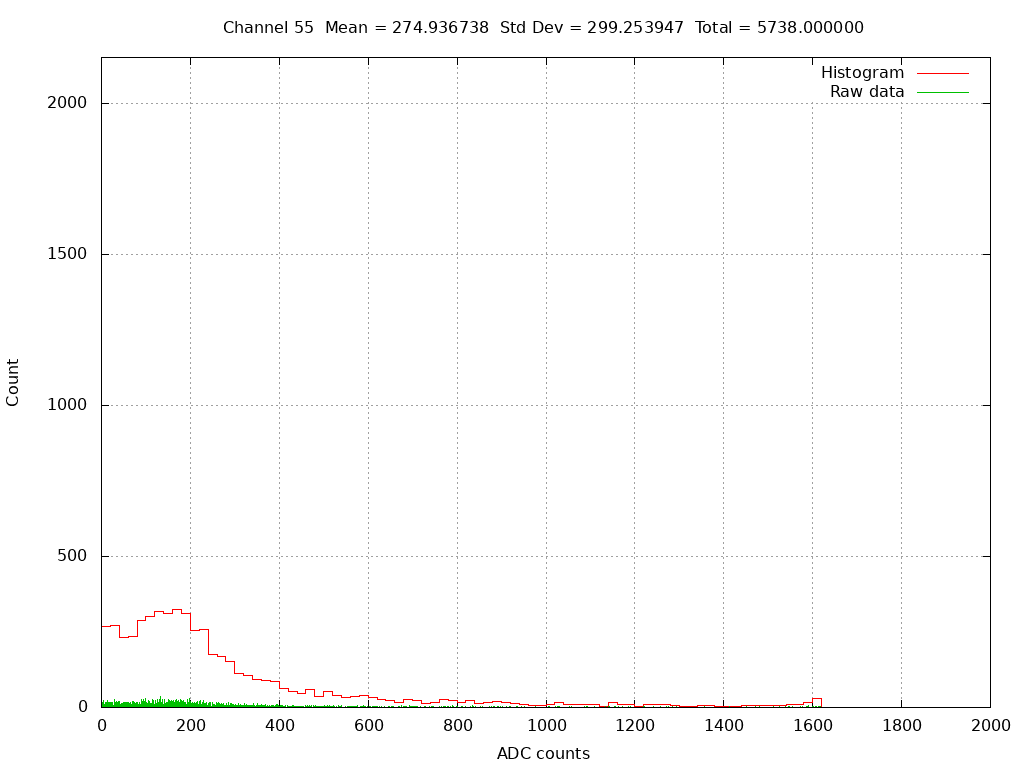 Channel 55  Mean = 274.936738  Std Dev = 299.253947  Total = 5738.000000
Histogram
Raw data
2000
1500
1000
500
0
Count
0 200 400 600 800 1000 1200 1400 1600 1800 2000
ADC counts